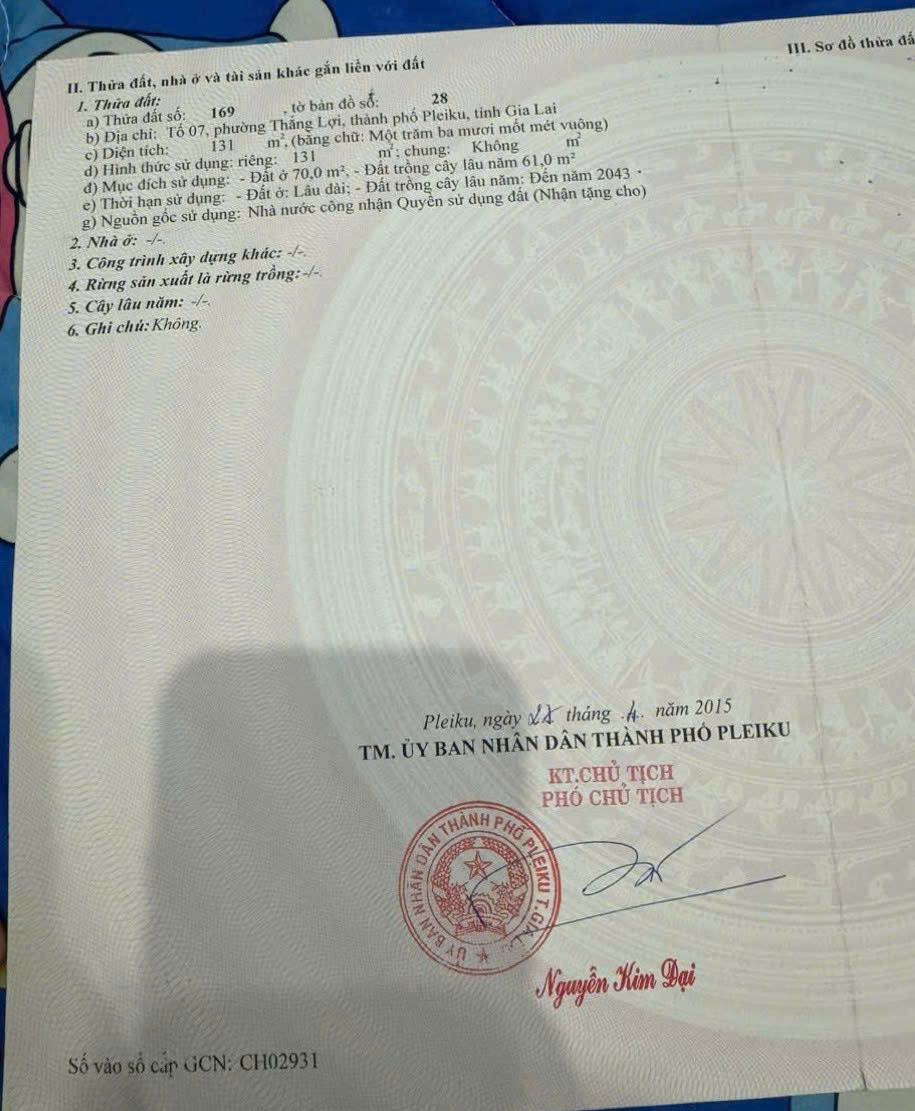 II. Thửa đất, nhà ở và tài sản khác gắn liền với đất
III. Sơ đồ thửa đấ
1. Thửa đất:
a) Thửa đất số: 169 , tờ bản đồ số: 28
b) Địa chỉ: Tổ 07, phường Thắng Lợi, thành phố Pleiku, tỉnh Gia Lai
c) Diện tích: 131 m², (bằng chữ: Một trăm ba mươi mốt mét vuông)
d) Hình thức sử dụng: riêng: 131 m²; chung: Không m²
đ) Mục đích sử dụng: - Đất ở 70,0 m², - Đất trồng cây lâu năm 61,0 m²
e) Thời hạn sử dụng: - Đất ở: Lâu dài; - Đất trồng cây lâu năm: Đến năm 2043
g) Nguồn gốc sử dụng: Nhà nước công nhận Quyền sử dụng đất (Nhận tặng cho)
2. Nhà ở: -/-.
3. Công trình xây dựng khác: -/-.
4. Rừng sản xuất là rừng trồng: -/-.
5. Cây lâu năm: -/-.
6. Ghi chú: Không.
Pleiku, ngày tháng .4. năm 2015
TM. ỦY BAN NHÂN DÂN THÀNH PHỐ PLEIKU
KT.CHỦ TỊCH
PHÓ CHỦ TỊCH
ỦY BAN NHÂN DÂN THÀNH PHỐ PLEIKU T. GIA
Nguyễn Kim Đại
Số vào sổ cấp GCN: CH02931